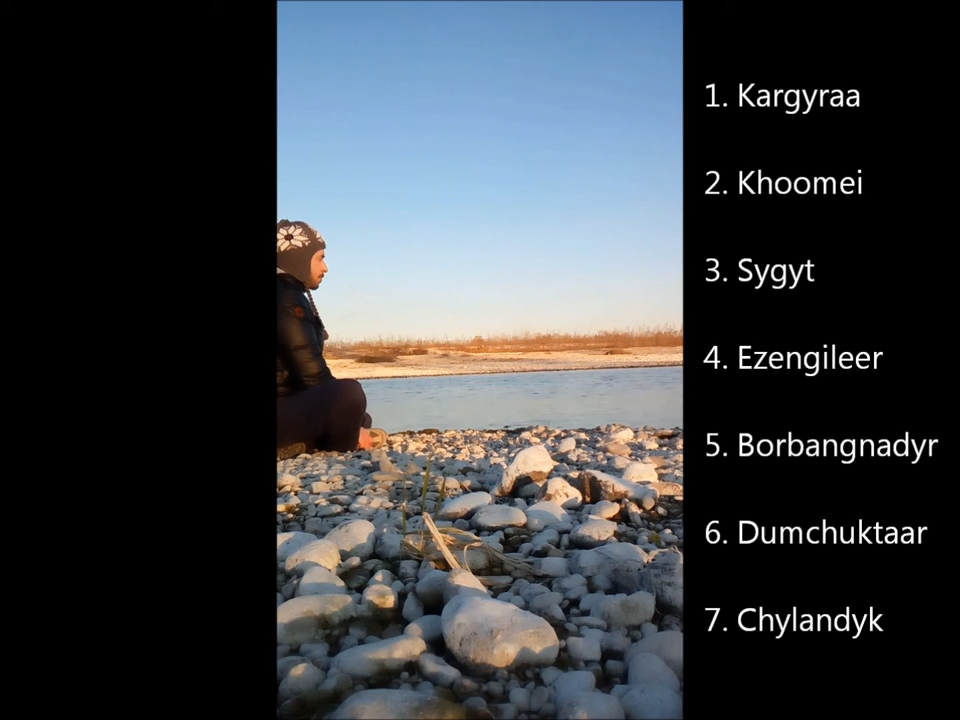 1. Kargyraa
2. Khoomei
3. Sygyt
4. Ezengileer
5. Borbangnadyr
6. Dumchuktaar
7. Chylandyk